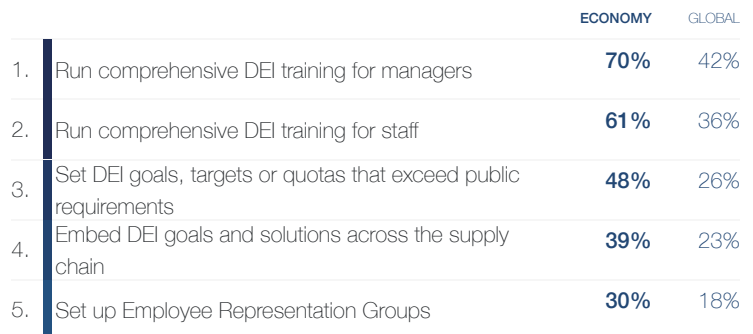 ECONOMY GLOBAL
1. Run comprehensive DEI training for managers 70% 42%
2. Run comprehensive DEI training for staff 61% 36%
3. Set DEI goals, targets or quotas that exceed public
requirements 48% 26%
4. Embed DEI goals and solutions across the supply
chain 39% 23%
5. Set up Employee Representation Groups 30% 18%